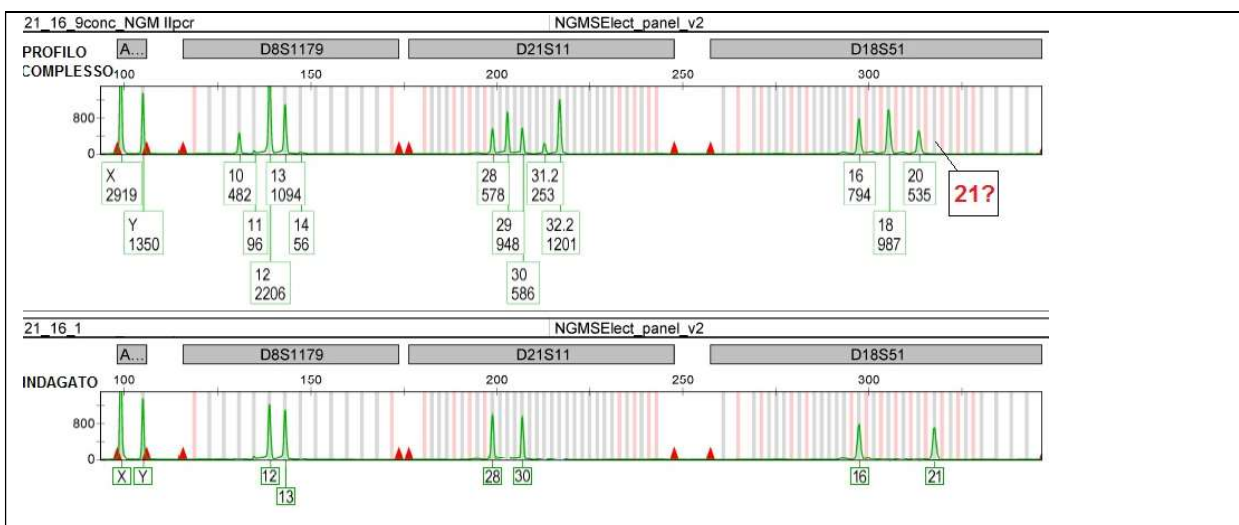 21_16_9conc_NGM IIpcr NGMSElect_panel_v2
PROFILO COMPLESSO
A... D8S1179 D21S11 D18S51
100 150 200 250 300
800
0
X 2919
Y 1350
10 482
11 96
12 2206
13 1094
14 56
28 578
29 948
30 586
31.2 253
32.2 1201
16 794
18 987
20 535
21?
21_16_1 NGMSElect_panel_v2
A... D8S1179 D21S11 D18S51
INDAGATO
100 150 200 250 300
800
0
X Y 12 28 30 16 21
13